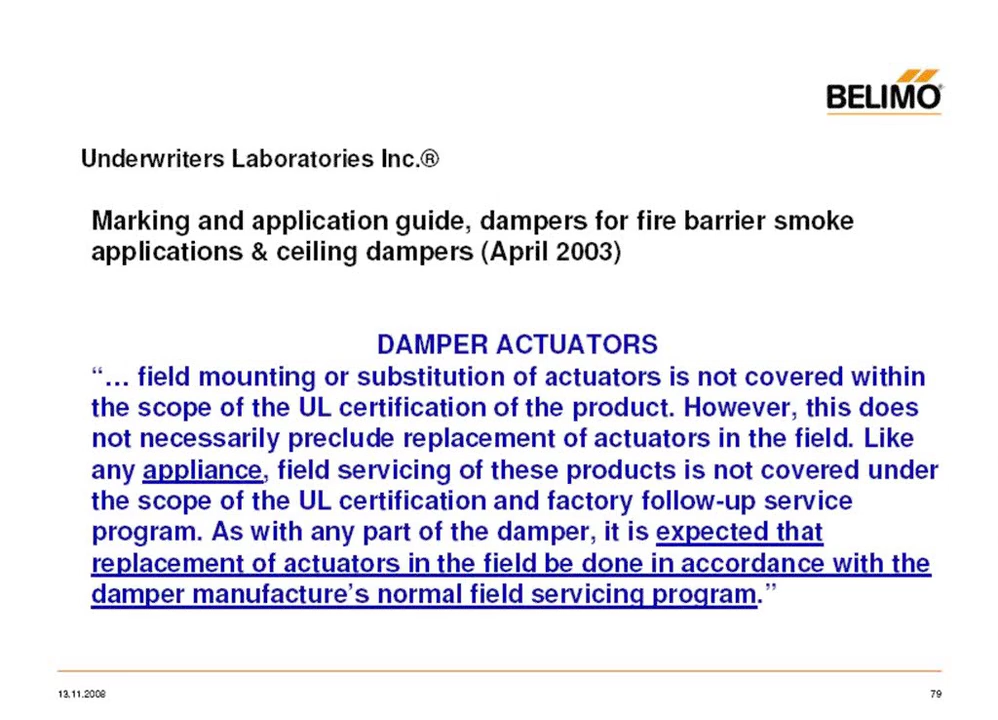 BELIMO®
Underwriters Laboratories Inc.®
Marking and application guide, dampers for fire barrier smoke
applications & ceiling dampers (April 2003)
DAMPER ACTUATORS
“… field mounting or substitution of actuators is not covered within
the scope of the UL certification of the product. However, this does
not necessarily preclude replacement of actuators in the field. Like
any appliance, field servicing of these products is not covered under
the scope of the UL certification and factory follow-up service
program. As with any part of the damper, it is expected that
replacement of actuators in the field be done in accordance with the
damper manufacture’s normal field servicing program.”
13.11.2008
79